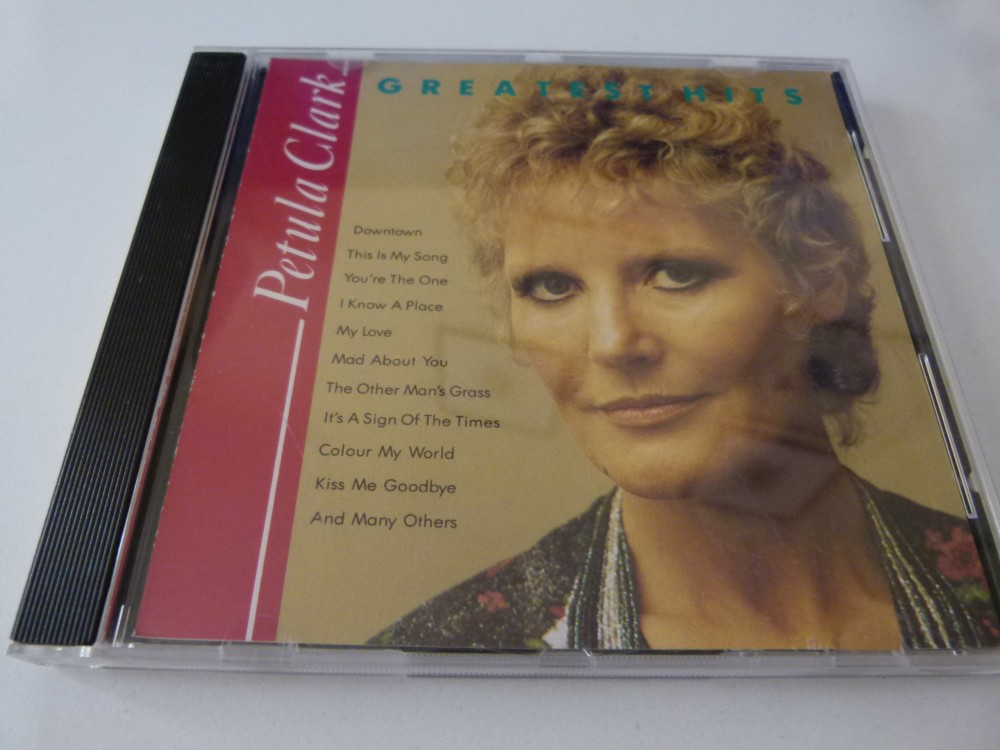 Petula Clark
GREATEST HITS
Downtown
This Is My Song
You're The One
I Know A Place
My Love
Mad About You
The Other Man's Grass
It's A Sign Of The Times
Colour My World
Kiss Me Goodbye
And Many Others